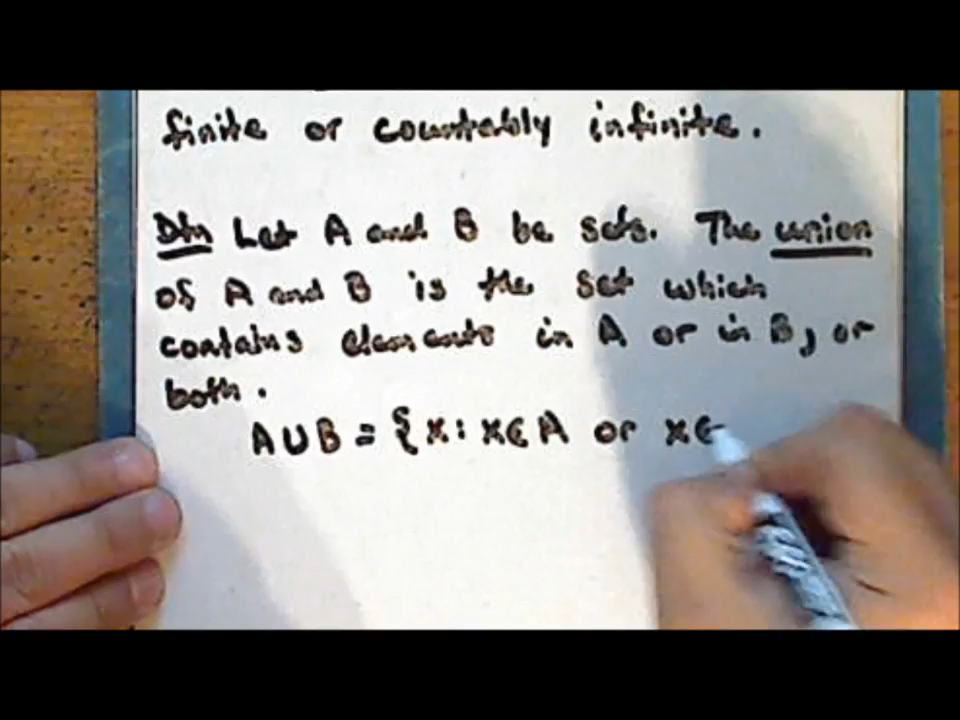 finite or countably infinite.
Dfn Let A and B be sets. The union
of A and B is the set which
contains elements in A or in B, or
both.
A∪B = {x: x∈A or x∈